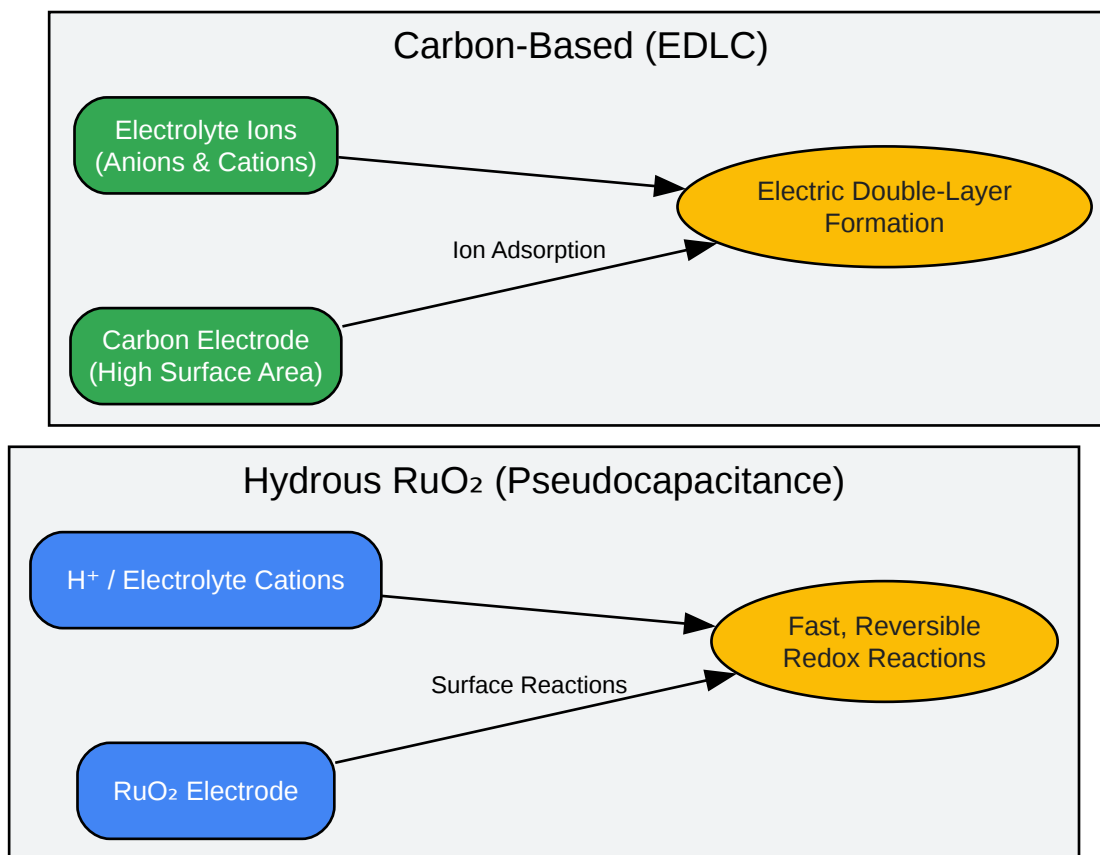 Carbon-Based (EDLC)
Electrolyte Ions
(Anions & Cations)
Electric Double-Layer
Formation
Ion Adsorption
Carbon Electrode
(High Surface Area)
Hydrous RuO₂ (Pseudocapacitance)
H⁺ / Electrolyte Cations
Fast, Reversible
Redox Reactions
Surface Reactions
RuO₂ Electrode